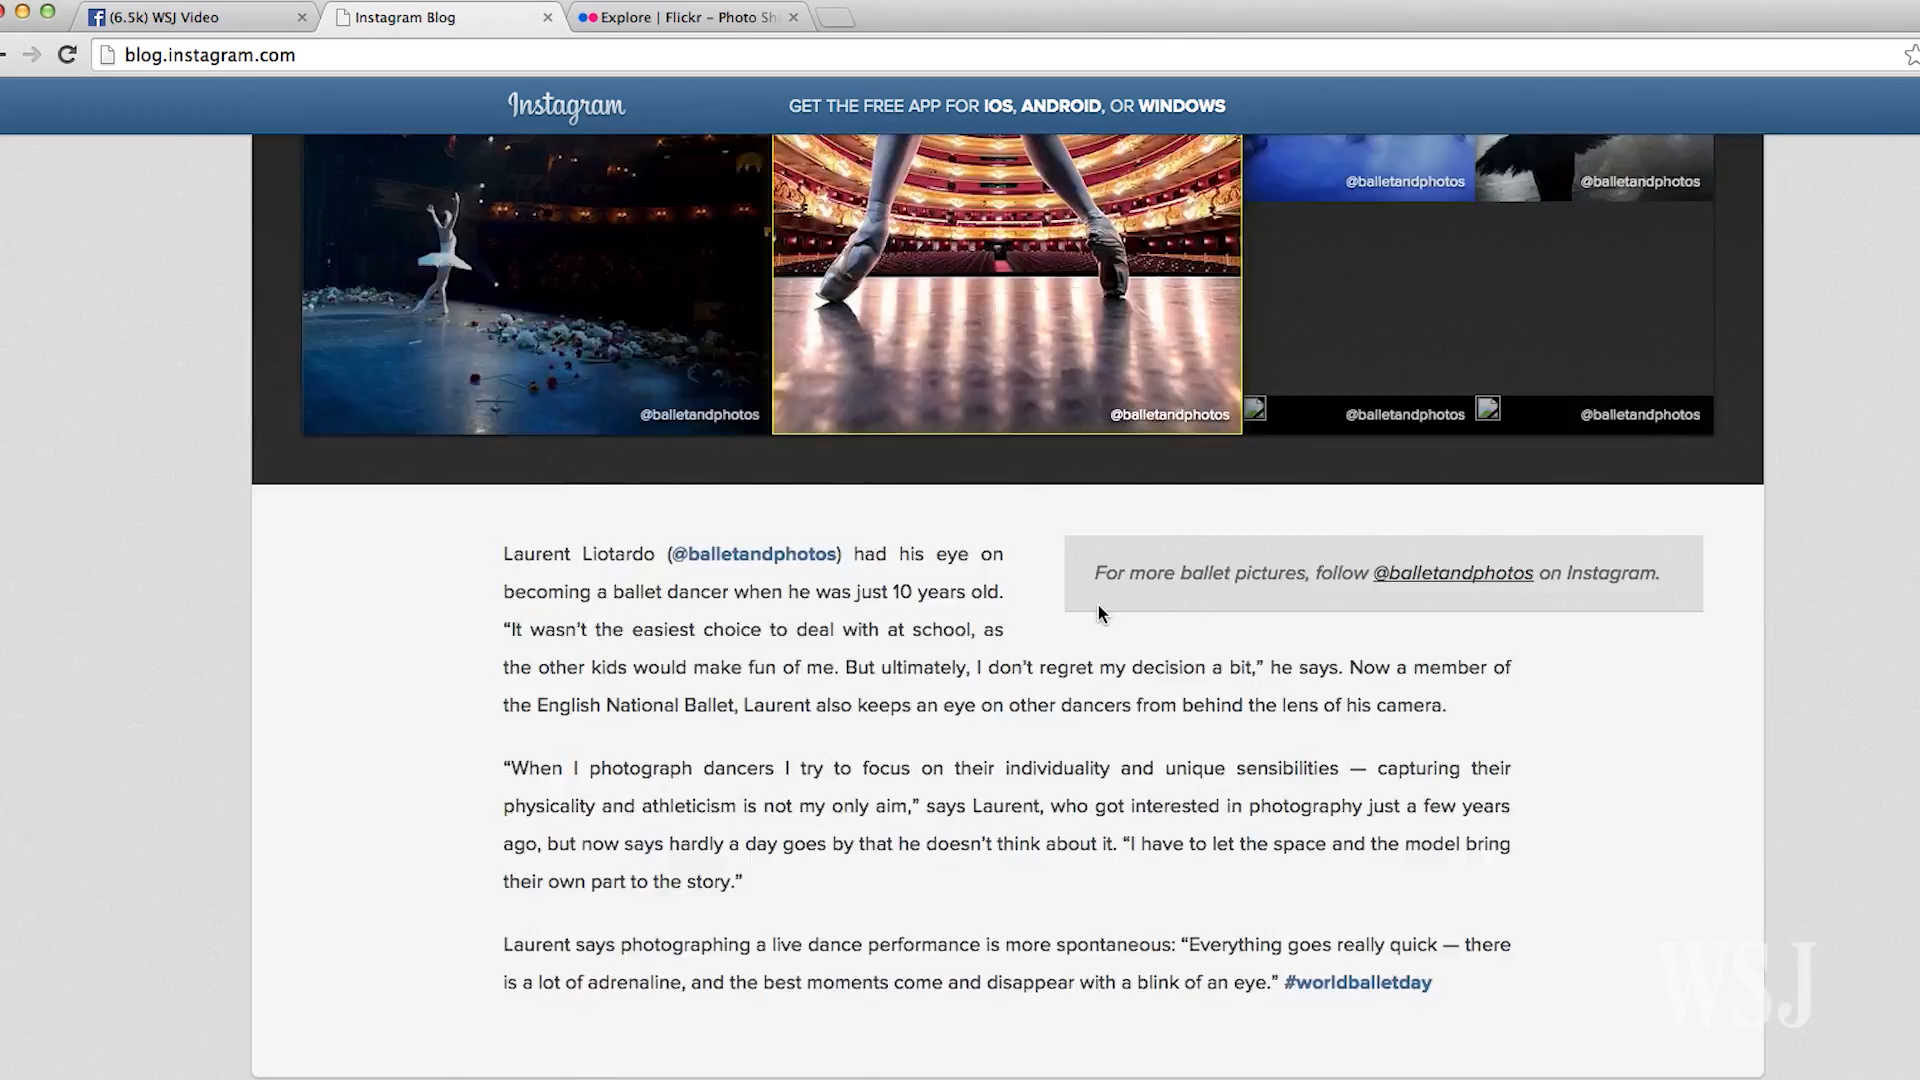 (6.5k) WSJ Video
Instagram Blog
Explore | Flickr – Photo Sh
blog.instagram.com
Instagram
GET THE FREE APP FOR IOS, ANDROID, OR WINDOWS
@balletandphotos
@balletandphotos
@balletandphotos
@balletandphotos
@balletandphotos
@balletandphotos
Laurent Liotardo (@balletandphotos) had his eye on
becoming a ballet dancer when he was just 10 years old.
“It wasn’t the easiest choice to deal with at school, as
For more ballet pictures, follow @balletandphotos on Instagram.
the other kids would make fun of me. But ultimately, I don’t regret my decision a bit,” he says. Now a member of
the English National Ballet, Laurent also keeps an eye on other dancers from behind the lens of his camera.
“When I photograph dancers I try to focus on their individuality and unique sensibilities — capturing their
physicality and athleticism is not my only aim,” says Laurent, who got interested in photography just a few years
ago, but now says hardly a day goes by that he doesn’t think about it. “I have to let the space and the model bring
their own part to the story.”
Laurent says photographing a live dance performance is more spontaneous: “Everything goes really quick — there
is a lot of adrenaline, and the best moments come and disappear with a blink of an eye.” #worldballetday
WSJ